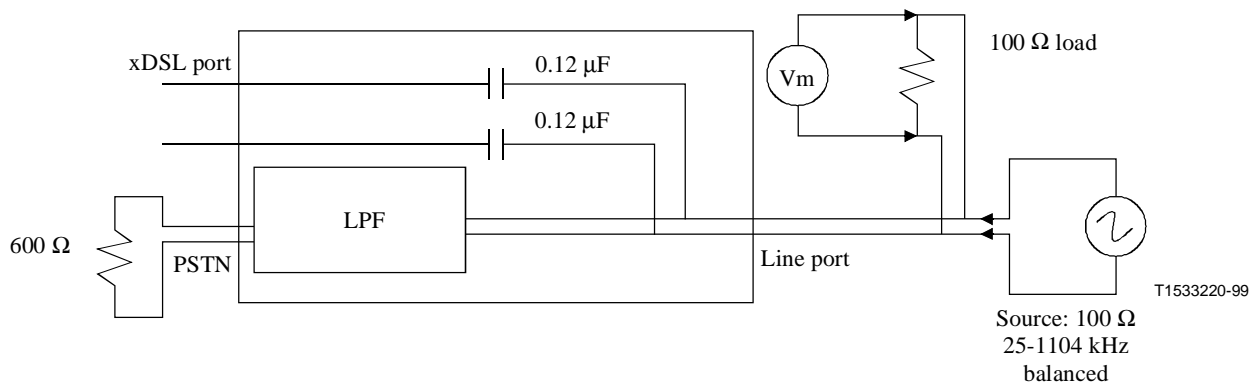 xDSL port
0.12 µF
0.12 µF
Vm
100 Ω load
600 Ω
LPF
PSTN
Line port
T1533220-99
Source: 100 Ω
25-1104 kHz
balanced